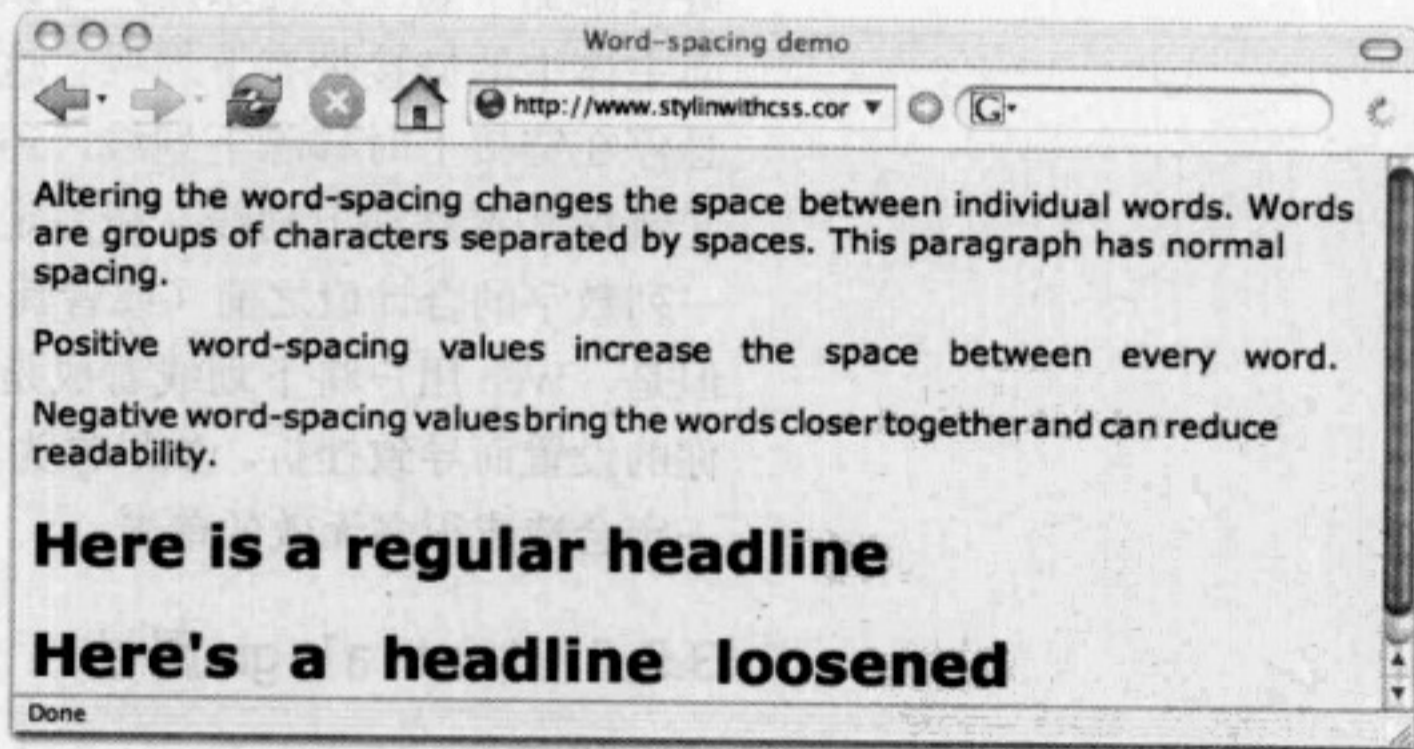 Word-spacing demo
http://www.stylinwithcss.cor
G
Altering the word-spacing changes the space between individual words. Words
are groups of characters separated by spaces. This paragraph has normal
spacing.
Positive word-spacing values increase the space between every word.
Negative word-spacing values bring the words closer together and can reduce
readability.
Here is a regular headline
Here's a headline loosened
Done